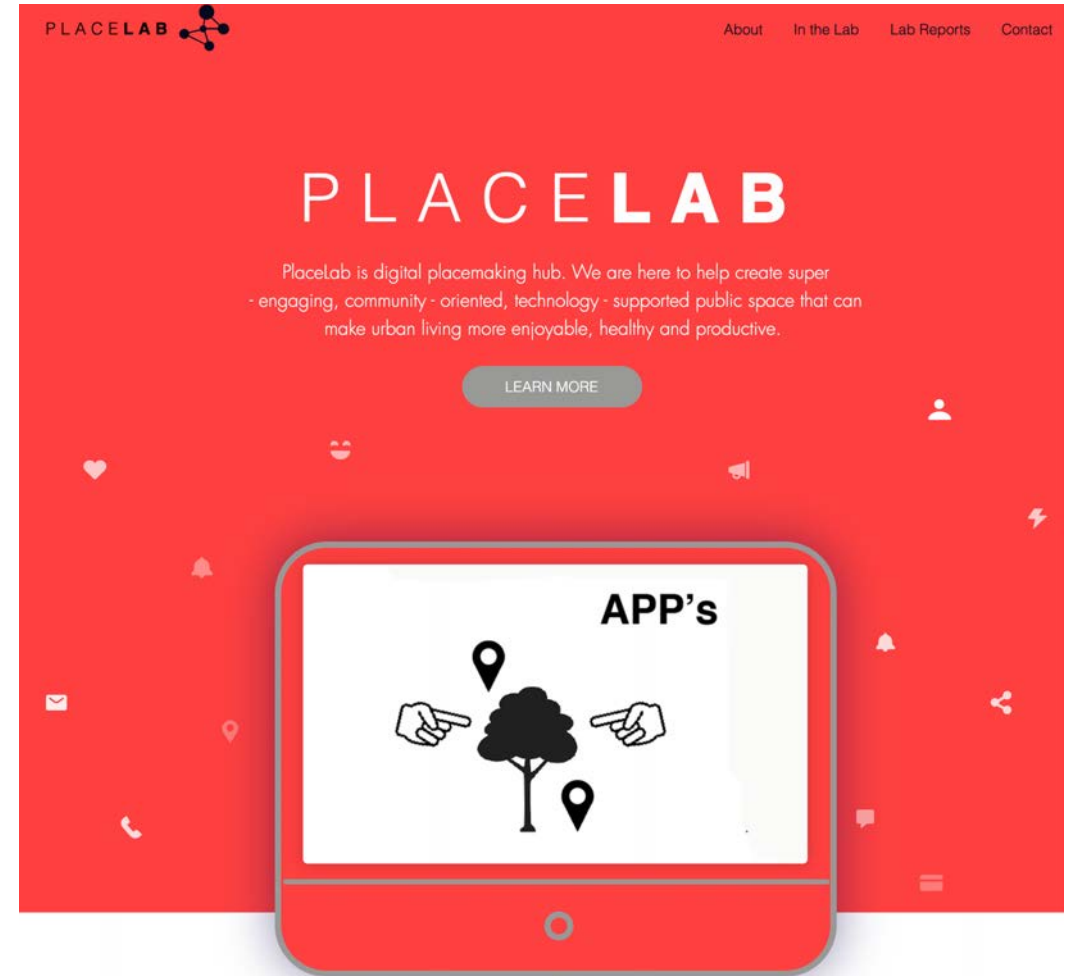 PLACELAB
About In the Lab Lab Reports Contact
PLACELAB
PlaceLab is digital placemaking hub. We are here to help create super
- engaging, community - oriented, technology - supported public space that can
make urban living more enjoyable, healthy and productive.
LEARN MORE
APP's